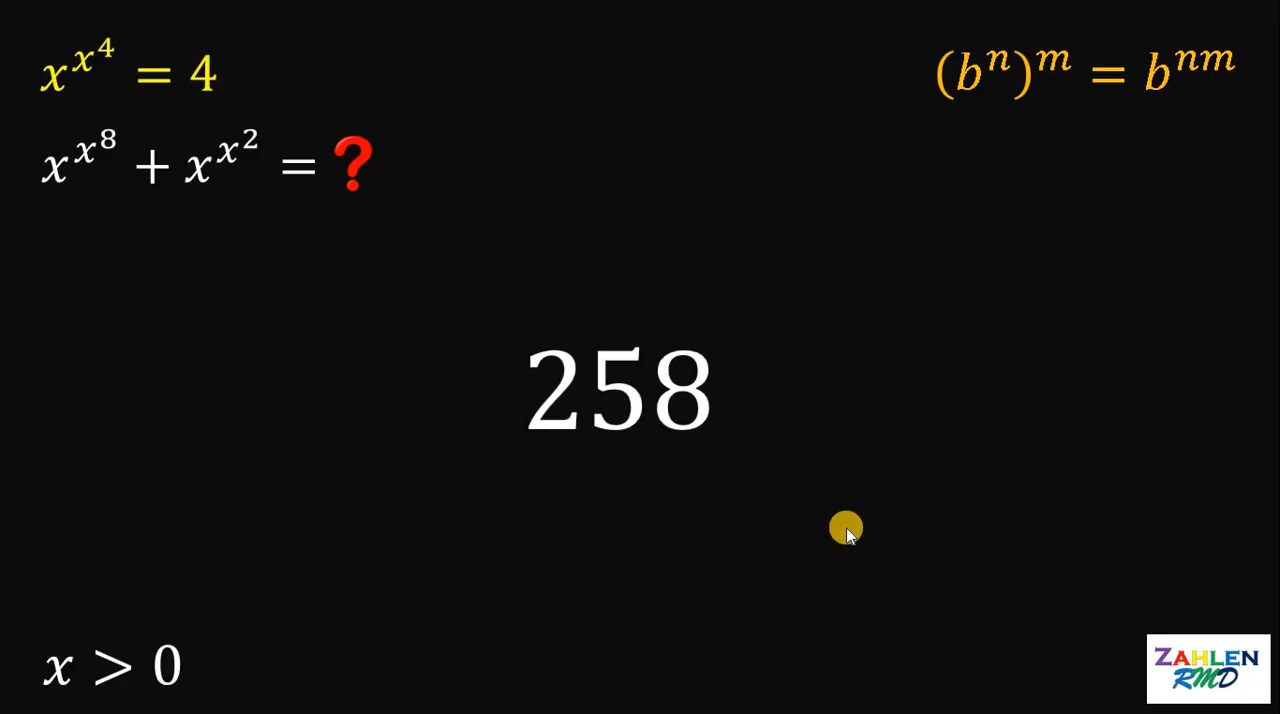 x^{x^4} = 4
(b^n)^m = b^{nm}
x^{x^8} + x^{x^2} = ❓
258
x > 0
ZAHLEN
RMD